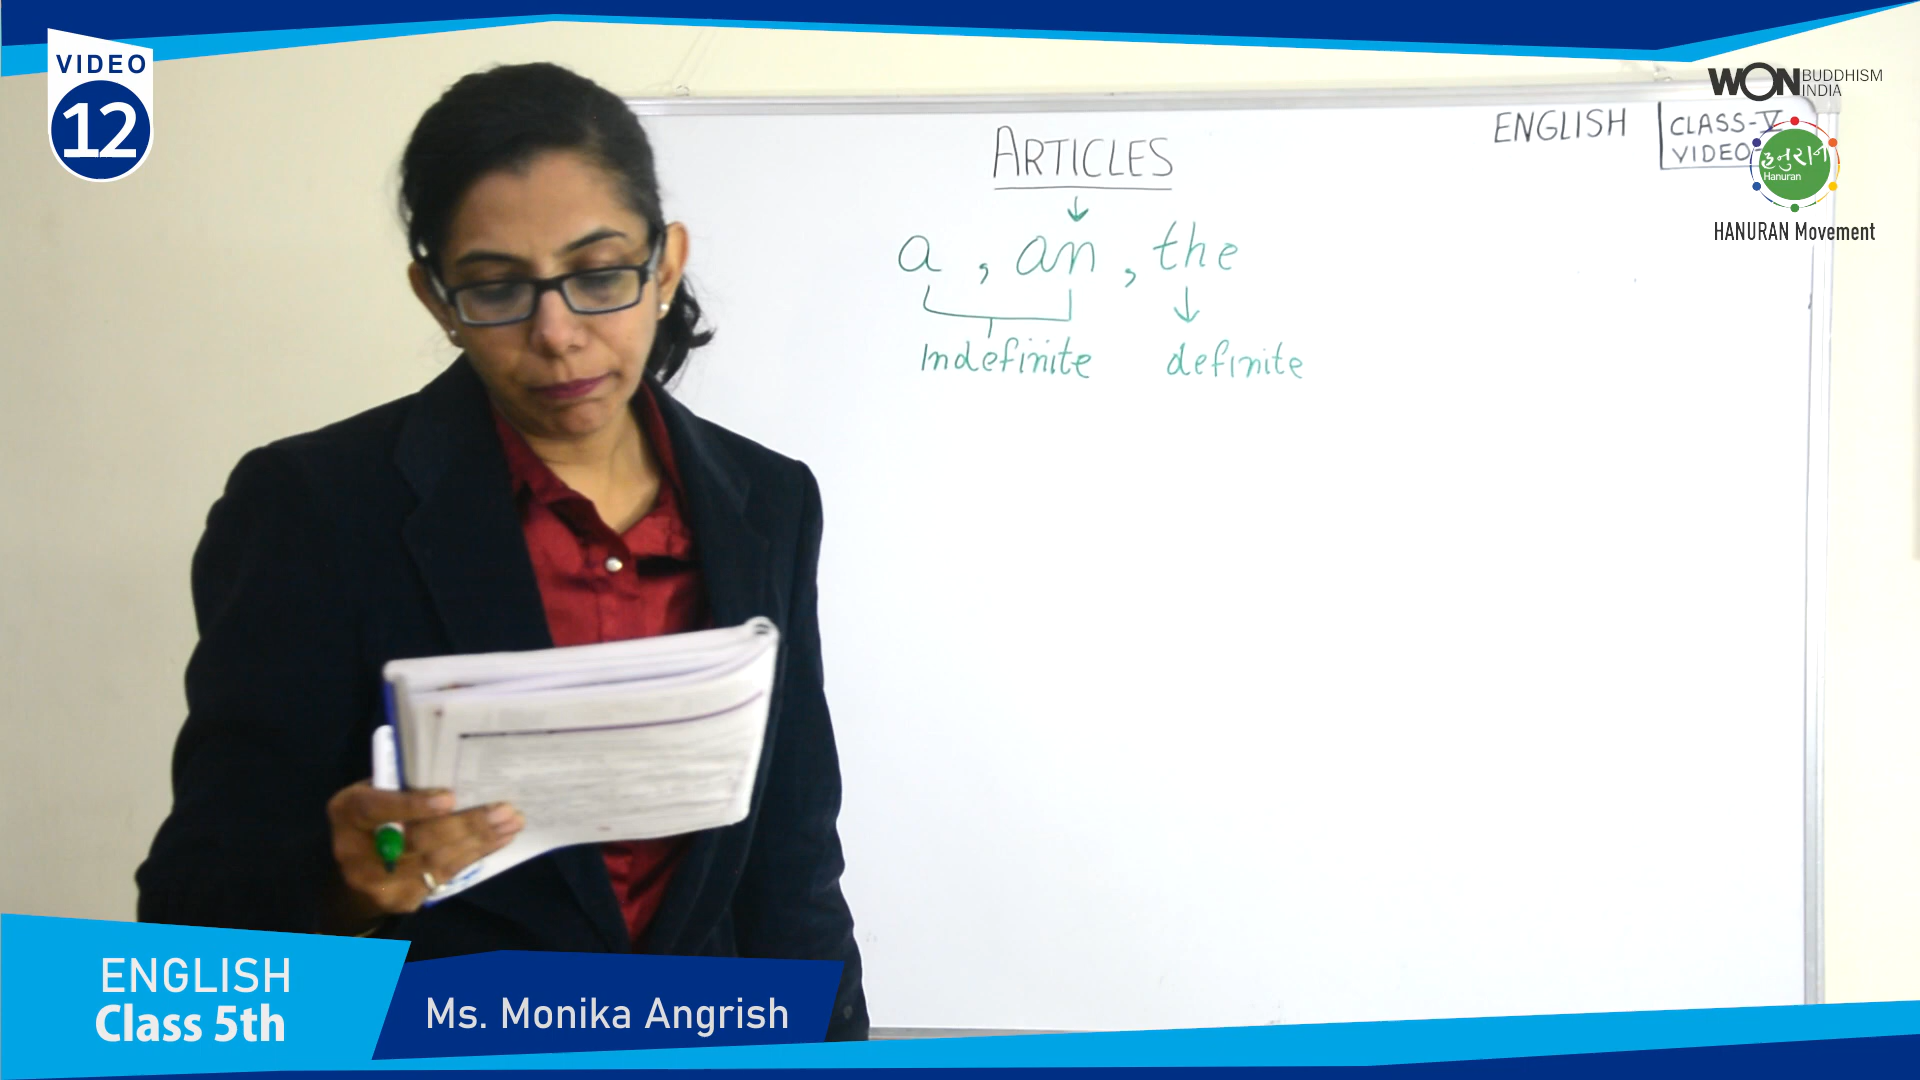 VIDEO
12
WON BUDDHISM
INDIA
ENGLISH
CLASS-V
VIDEO
ARTICLES
હનુરાન
Hanuran
HANURAN Movement
a, an, the
Indefinite definite
ENGLISH
Class 5th
Ms. Monika Angrish